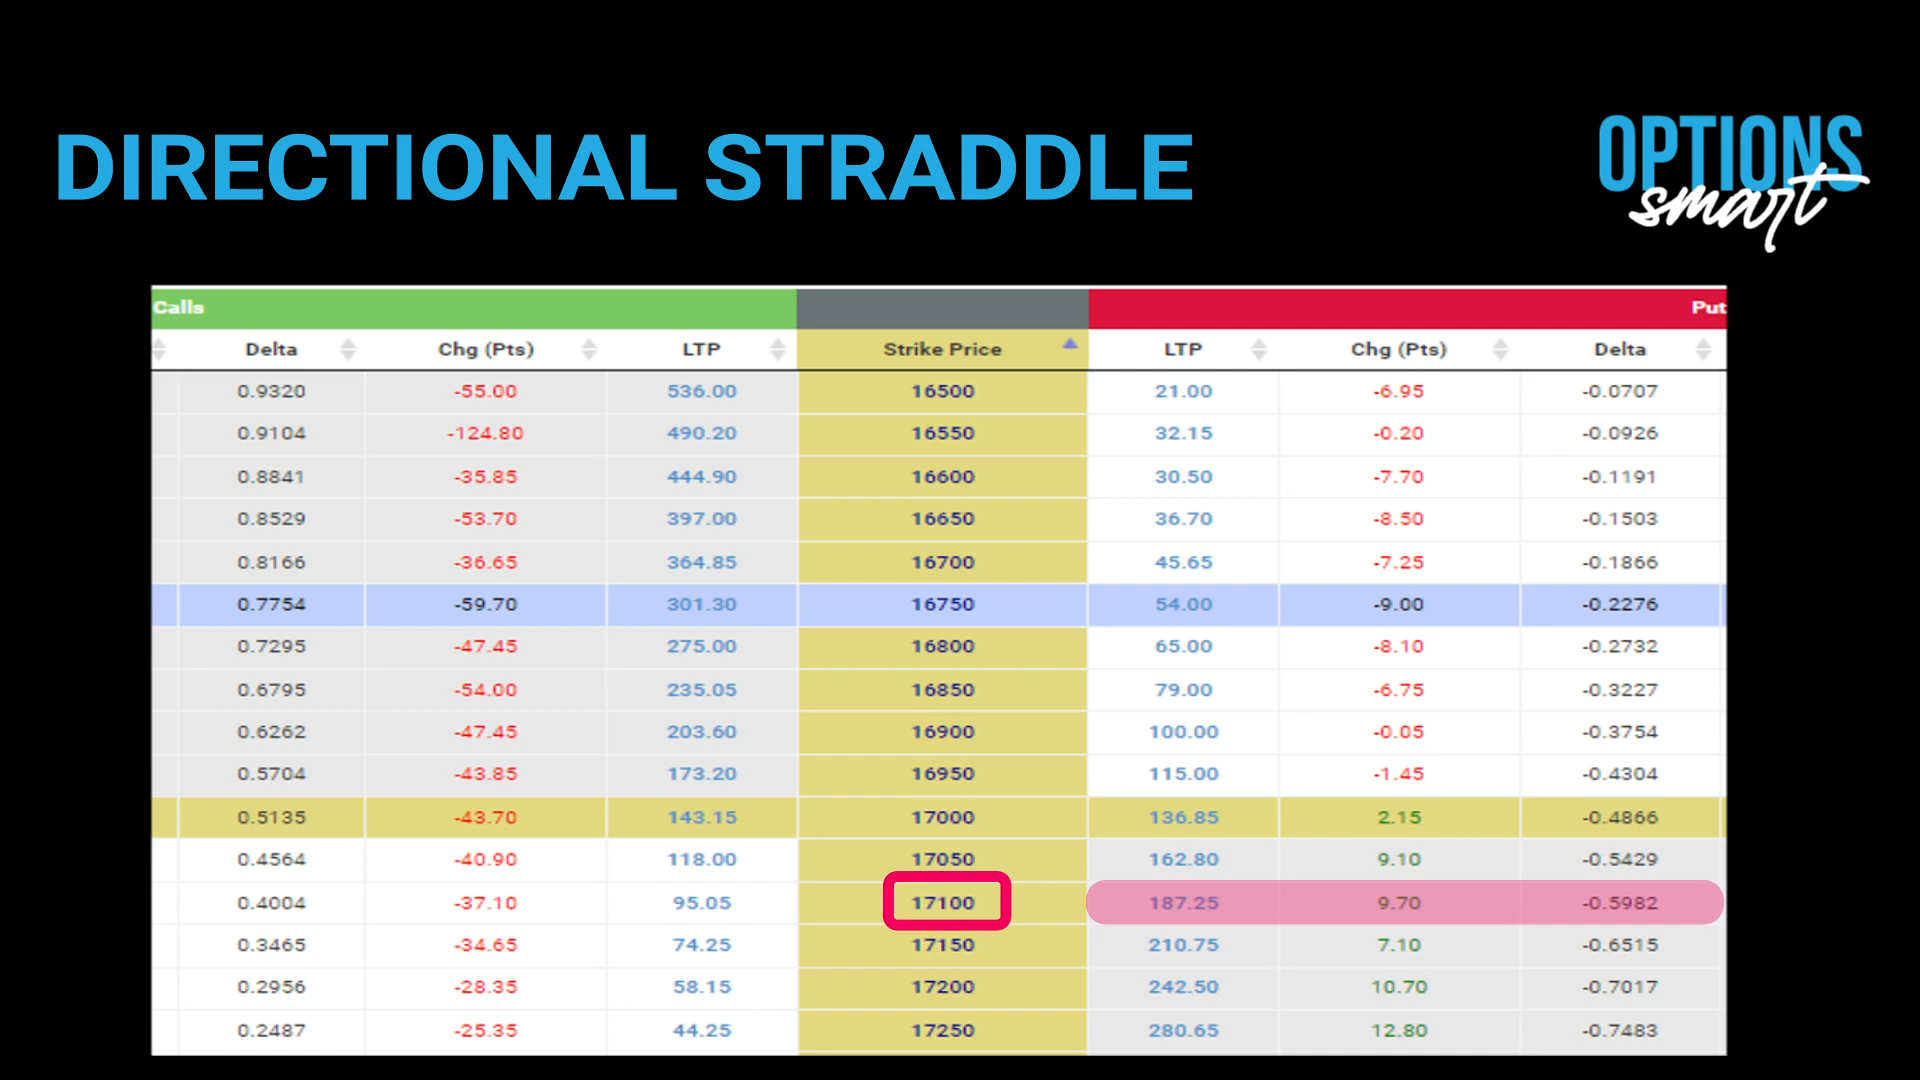 DIRECTIONAL STRADDLE
OPTIONS
smart
Calls Put
Delta Chg (Pts) LTP Strike Price LTP Chg (Pts) Delta
0.9320 -55.00 536.00 16500 21.00 -6.95 -0.0707
0.9104 -124.80 490.20 16550 32.15 -0.20 -0.0926
0.8841 -35.85 444.90 16600 30.50 -7.70 -0.1191
0.8529 -53.70 397.00 16650 36.70 -8.50 -0.1503
0.8166 -36.65 364.85 16700 45.65 -7.25 -0.1866
0.7754 -59.70 301.30 16750 54.00 -9.00 -0.2276
0.7295 -47.45 275.00 16800 65.00 -8.10 -0.2732
0.6795 -54.00 235.05 16850 79.00 -6.75 -0.3227
0.6262 -47.45 203.60 16900 100.00 -0.05 -0.3754
0.5704 -43.85 173.20 16950 115.00 -1.45 -0.4304
0.5135 -43.70 143.15 17000 136.85 2.15 -0.4866
0.4564 -40.90 118.00 17050 162.80 9.10 -0.5429
0.4004 -37.10 95.05 17100 187.25 9.70 -0.5982
0.3465 -34.65 74.25 17150 210.75 7.10 -0.6515
0.2956 -28.35 58.15 17200 242.50 10.70 -0.7017
0.2487 -25.35 44.25 17250 280.65 12.80 -0.7483